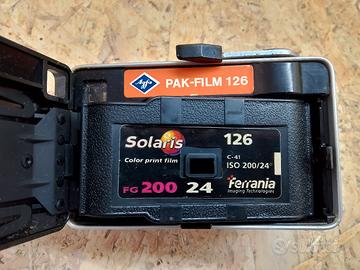 Agfa
PAK-FILM 126
Solaris
Color print film
FG 200 24
126
C-41
ISO 200/24°
Ferrania
Imaging Technologies
subito